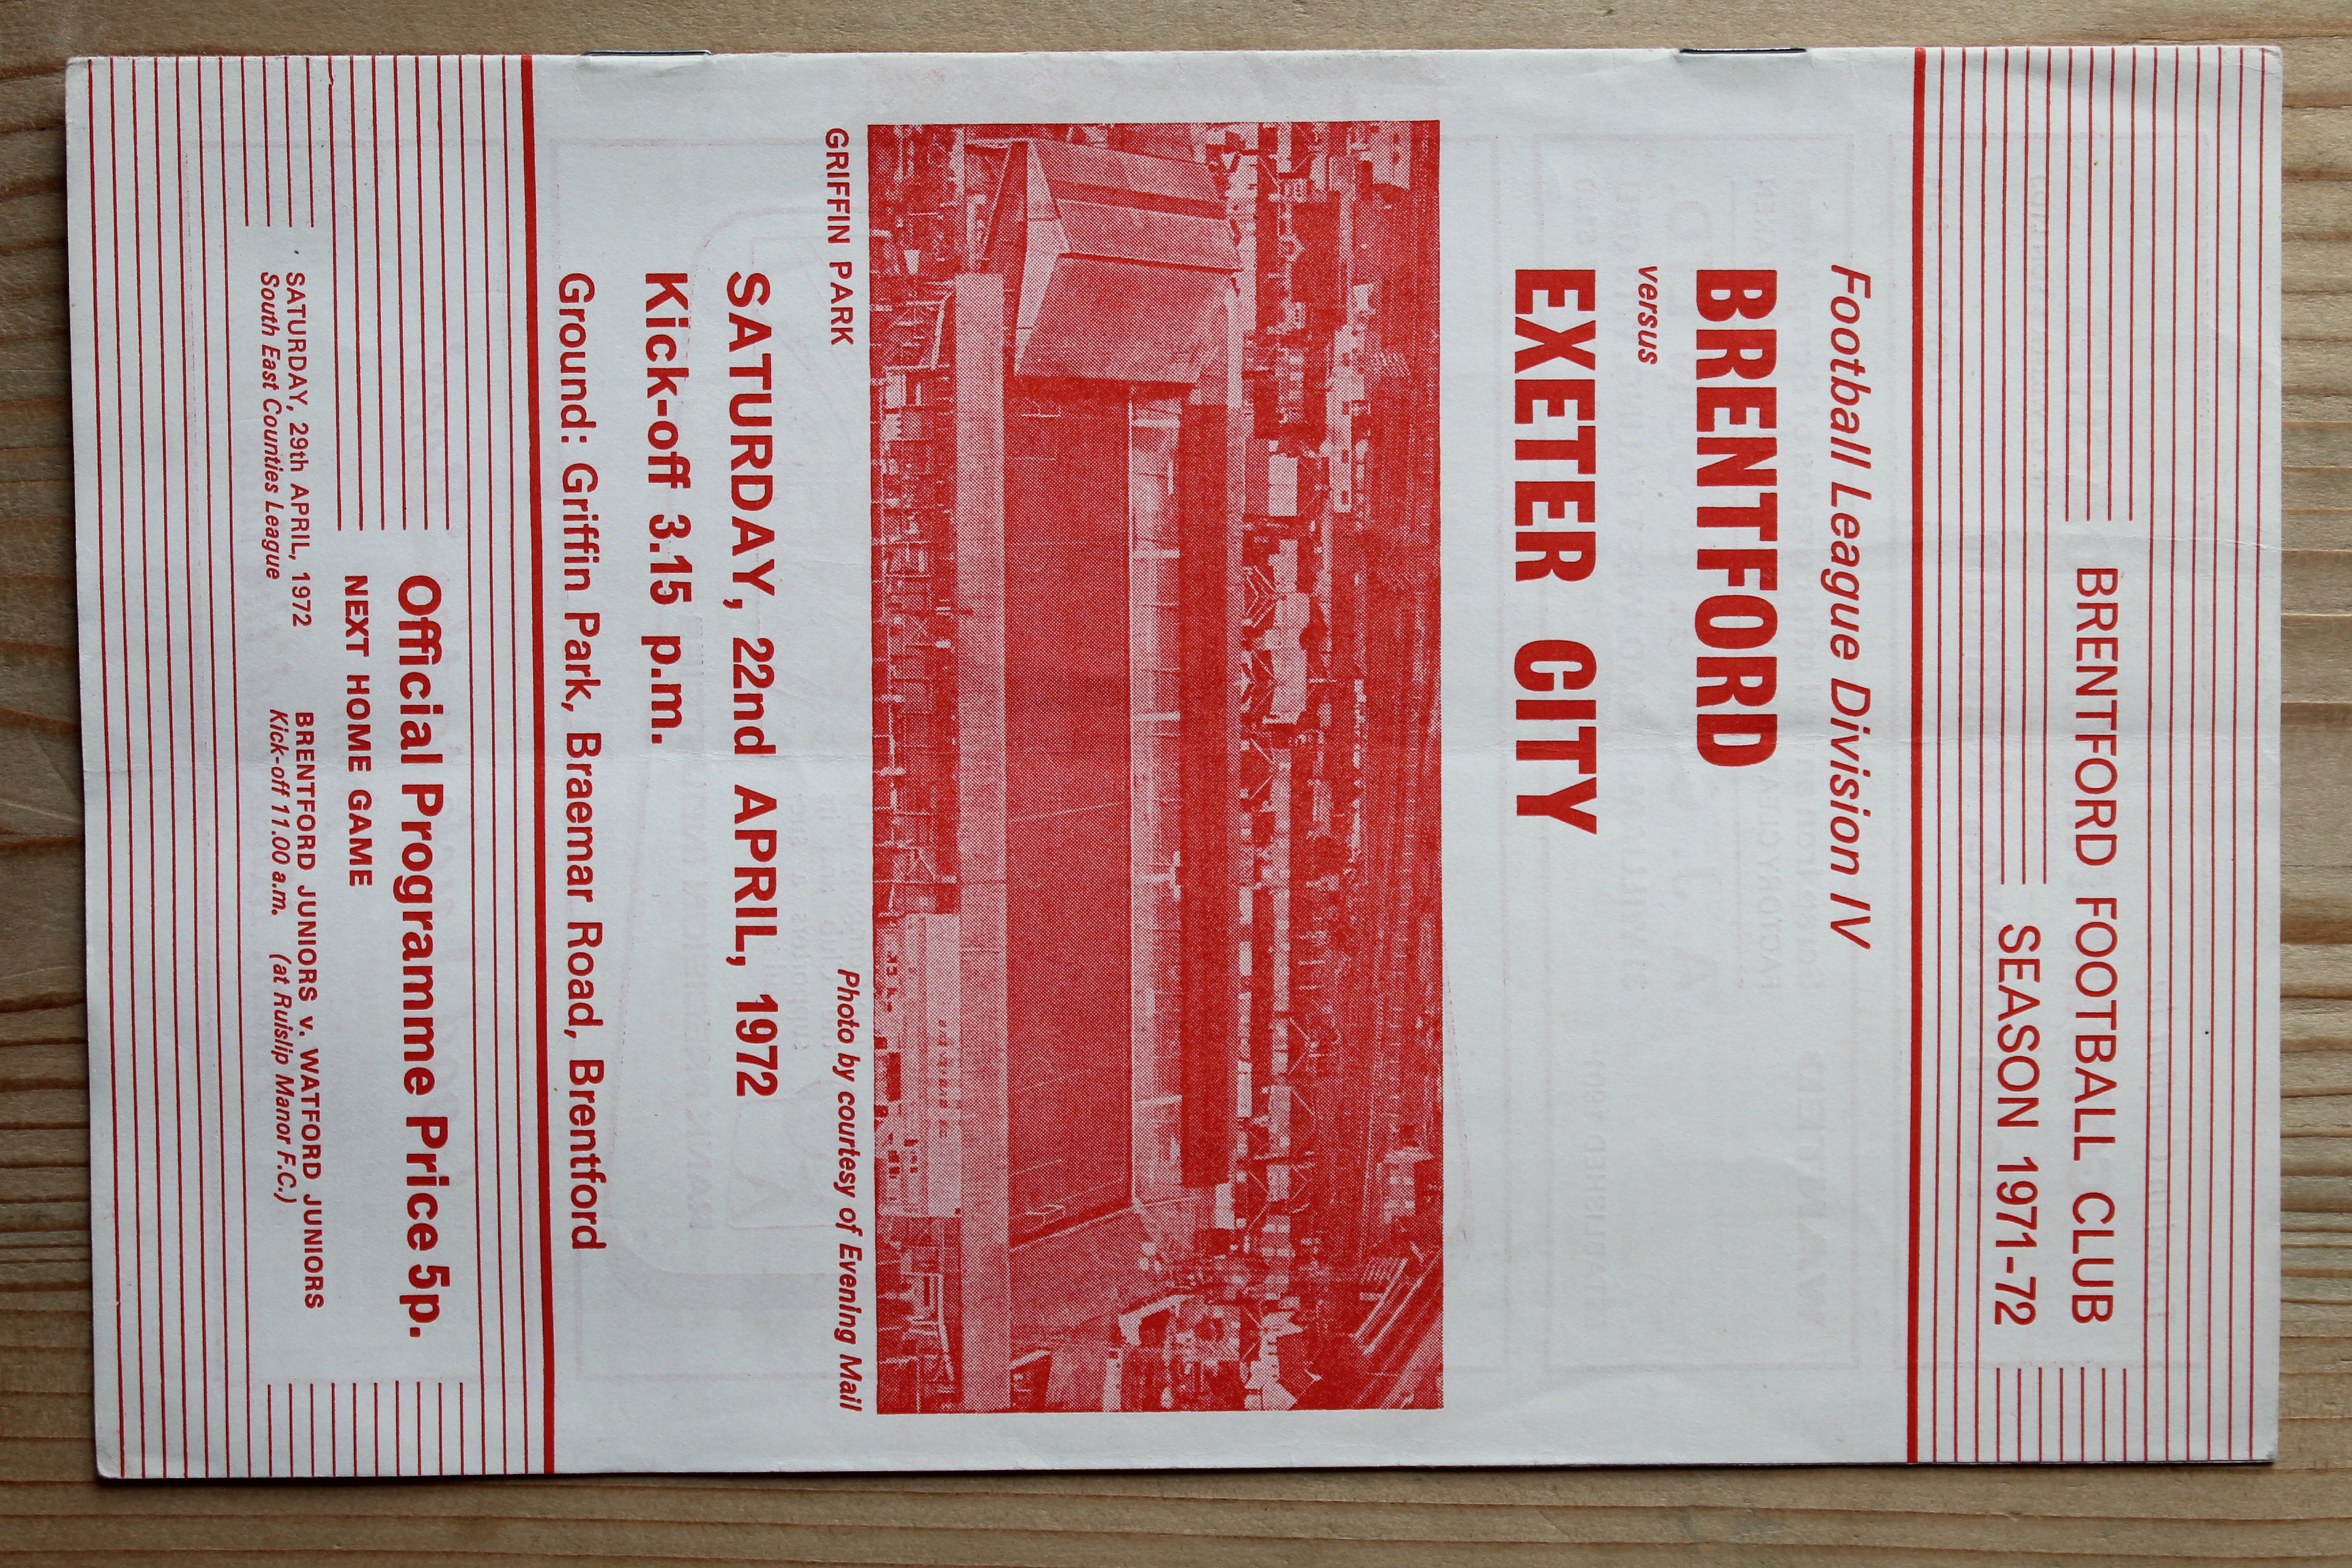 BRENTFORD FOOTBALL CLUB
SEASON 1971-72
Football League Division IV
BRENTFORD
versus
EXETER CITY
GRIFFIN PARK
Photo by courtesy of Evening Mail
SATURDAY, 22nd APRIL, 1972
Kick-off 3.15 p.m.
Ground: Griffin Park, Braemar Road, Brentford
Official Programme Price 5p.
NEXT HOME GAME
SATURDAY, 29th APRIL, 1972 BRENTFORD JUNIORS v. WATFORD JUNIORS
South East Counties League Kick-off 11.00 a.m. (at Ruislip Manor F.C.)